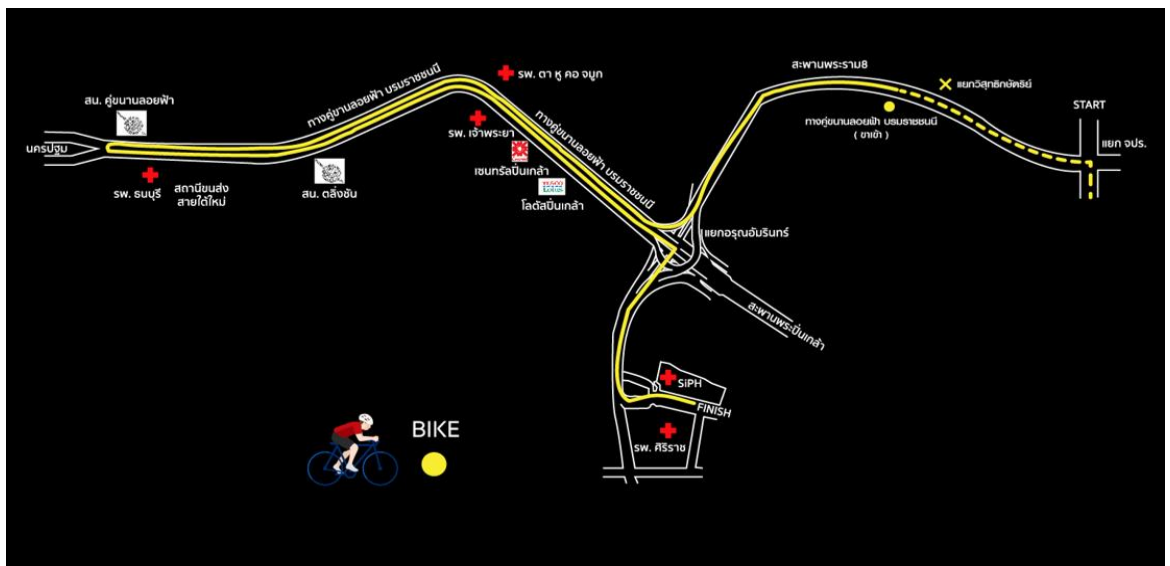 สะพานพระราม8
รพ. ตา หู คอ จมูก
แยกวิสุทธิกษัตริย์
START
สน. คู่ขนานลอยฟ้า
ทางคู่ขนานลอยฟ้า บรมราชชนนี
ทางคู่ขนานลอยฟ้า บรมราชชนนี
( ขาเข้า )
แยก จปร.
รพ. เจ้าพระยา
ทางคู่ขนานลอยฟ้า บรมราชชนนี
นครปฐม
เซนทรัลปิ่นเกล้า
รพ. ธนบุรี
สถานีขนส่ง
สายใต้ใหม่
สน. ตลิ่งชัน
TESCO
Lotus
โลตัสปิ่นเกล้า
แยกอรุณอัมรินทร์
สะพานพระปิ่นเกล้า
SiPH
FINISH
BIKE
รพ. ศิริราช